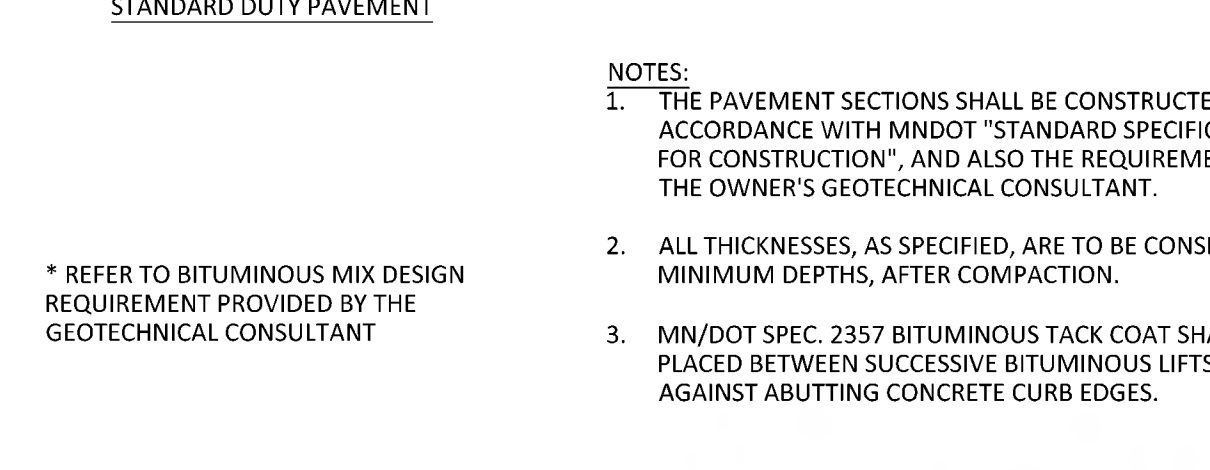 STANDARD DUTY PAVEMENT
NOTES:
1. THE PAVEMENT SECTIONS SHALL BE CONSTRUCTE
ACCORDANCE WITH MNDOT "STANDARD SPECIFI
FOR CONSTRUCTION", AND ALSO THE REQUIREME
THE OWNER'S GEOTECHNICAL CONSULTANT.
2. ALL THICKNESSES, AS SPECIFIED, ARE TO BE CONSI
MINIMUM DEPTHS, AFTER COMPACTION.
3. MN/DOT SPEC. 2357 BITUMINOUS TACK COAT SHA
PLACED BETWEEN SUCCESSIVE BITUMINOUS LIFTS
AGAINST ABUTTING CONCRETE CURB EDGES.
* REFER TO BITUMINOUS MIX DESIGN
REQUIREMENT PROVIDED BY THE
GEOTECHNICAL CONSULTANT